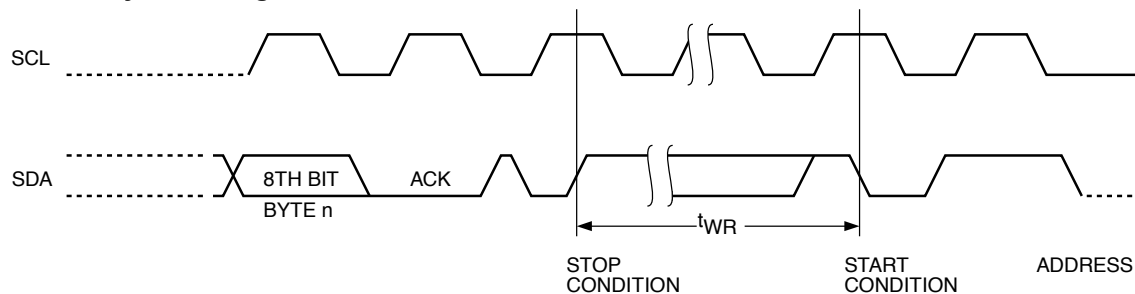 SCL
SDA
8TH BIT
ACK
BYTE n
tWR
STOP
CONDITION
START
CONDITION
ADDRESS